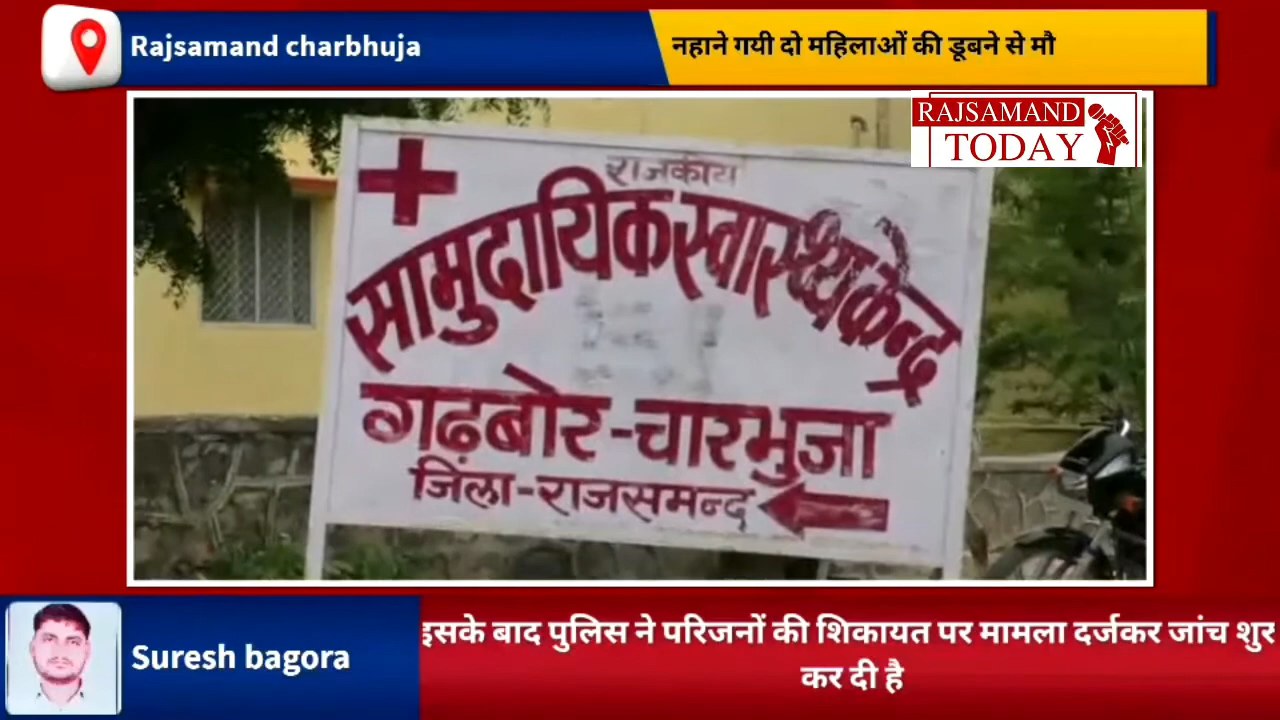 Rajsamand charbhuja
नहाने गयी दो महिलाओं की डूबने से मौ
RAJSAMAND
TODAY
राजकीय
सामुदायिक स्वास्थ्य केन्द्र
गढ़बोर-चारभुजा
जिला-राजसमन्द
Suresh bagora
इसके बाद पुलिस ने परिजनों की शिकायत पर मामला दर्जकर जांच शुर
कर दी है